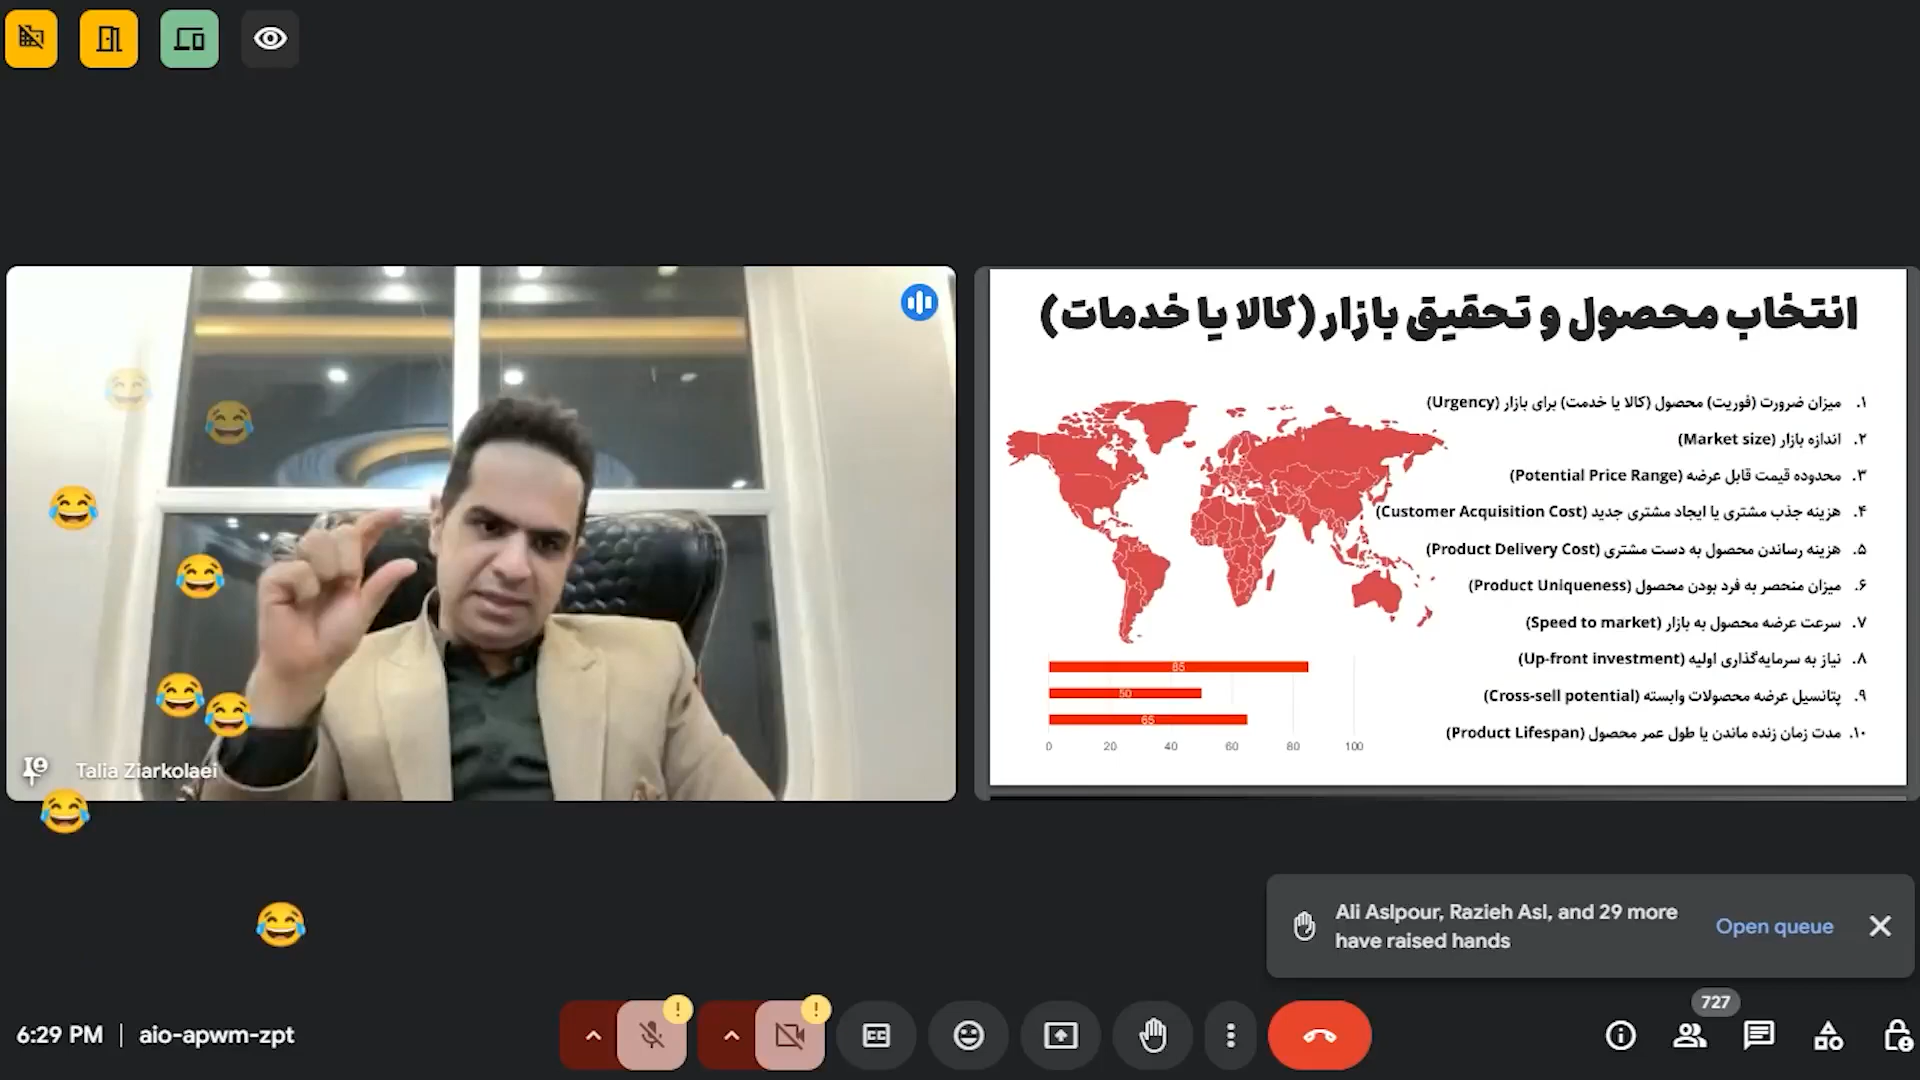 Talia Ziarkolaei
انتخاب محصول و تحقیق بازار (کالا یا خدمات)
۱. میزان ضرورت (فوریت) محصول (کالا یا خدمت) برای بازار (Urgency)
۲. اندازه بازار (Market size)
۳. محدوده قیمت قابل عرضه (Potential Price Range)
۴. هزینه جذب مشتری یا ایجاد مشتری جدید (Customer Acquisition Cost)
۵. هزینه رساندن محصول به دست مشتری (Product Delivery Cost)
۶. میزان منحصر به فرد بودن محصول (Product Uniqueness)
۷. سرعت عرضه محصول به بازار (Speed to market)
۸. نیاز به سرمایه‌گذاری اولیه (Up-front investment)
۹. پتانسیل عرضه محصولات وابسته (Cross-sell potential)
۱۰. مدت زمان زنده ماندن یا طول عمر محصول (Product Lifespan)
50
65
0 20 40 60 80 100
Ali Aslpour, Razieh Asl, and 29 more
have raised hands
Open queue
727
6:29 PM | aio-apwm-zpt
CC